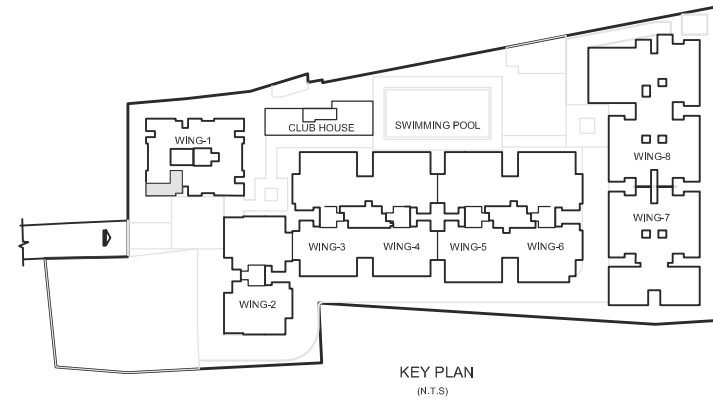 CLUB HOUSE
SWIMMING POOL
WING-1
WING-8
WING-7
WING-3
WING-4
WING-5
WING-6
WING-2
KEY PLAN
(N.T.S)